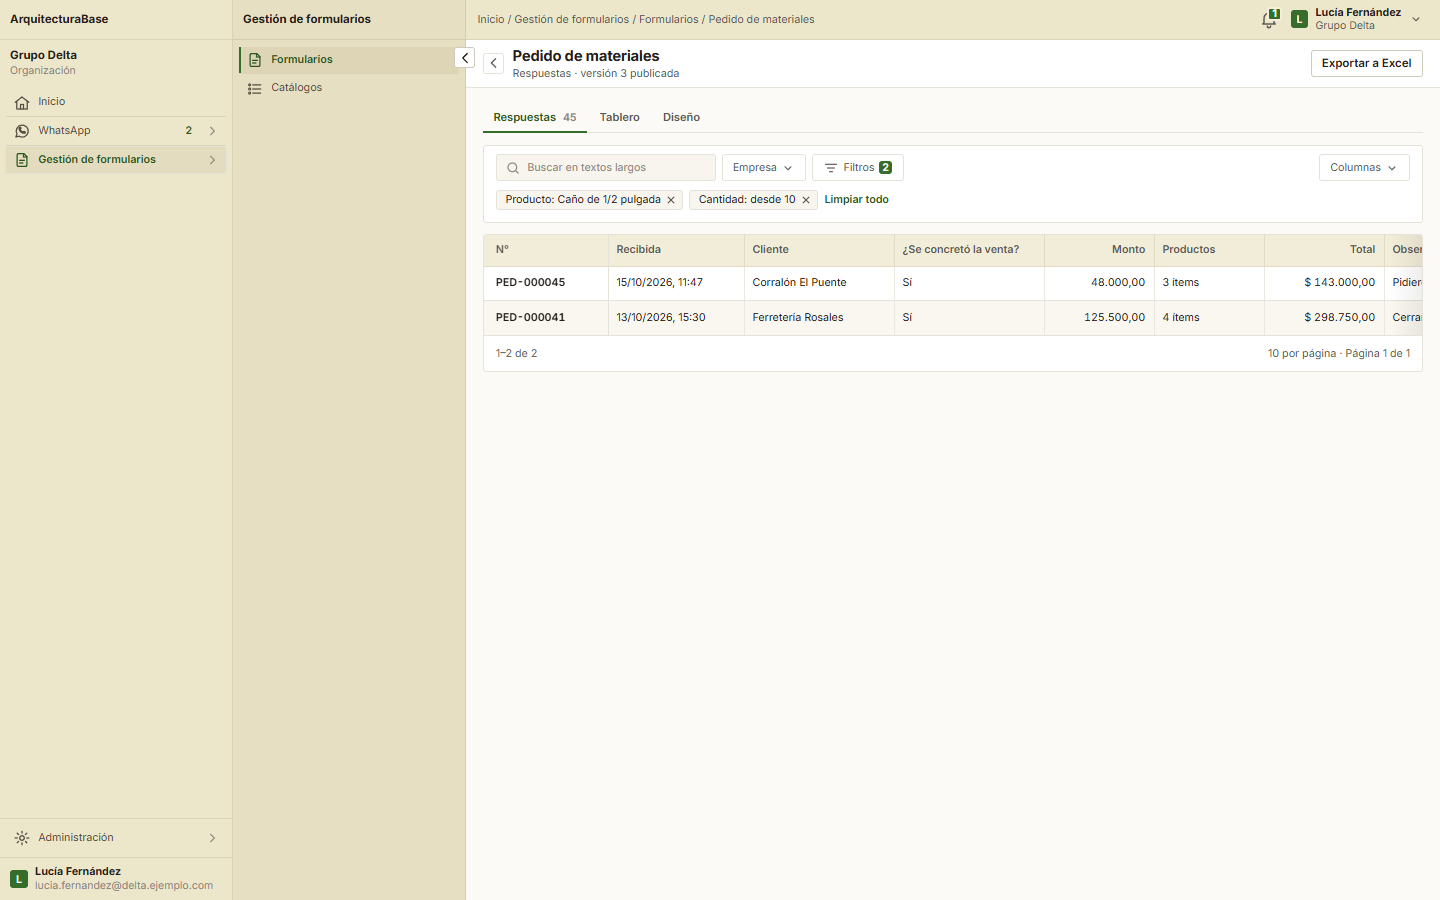 ArquitecturaBase
Grupo Delta
Organización
Inicio
WhatsApp 2
Gestión de formularios
Administración
Lucía Fernández
lucia.fernandez@delta.ejemplo.com
Gestión de formularios
Formularios
Catálogos
Inicio / Gestión de formularios / Formularios / Pedido de materiales
1
L Lucía Fernández
Grupo Delta
Pedido de materiales
Respuestas · versión 3 publicada
Exportar a Excel
Respuestas 45 Tablero Diseño
Buscar en textos largos Empresa Filtros 2 Columnas
Producto: Caño de 1/2 pulgada Cantidad: desde 10 Limpiar todo
N° Recibida Cliente ¿Se concretó la venta? Monto Productos Total Obser
PED-000045 15/10/2026, 11:47 Corralón El Puente Sí 48.000,00 3 ítems $ 143.000,00 Pidier
PED-000041 13/10/2026, 15:30 Ferretería Rosales Sí 125.500,00 4 ítems $ 298.750,00 Cerra
1–2 de 2 10 por página · Página 1 de 1
L